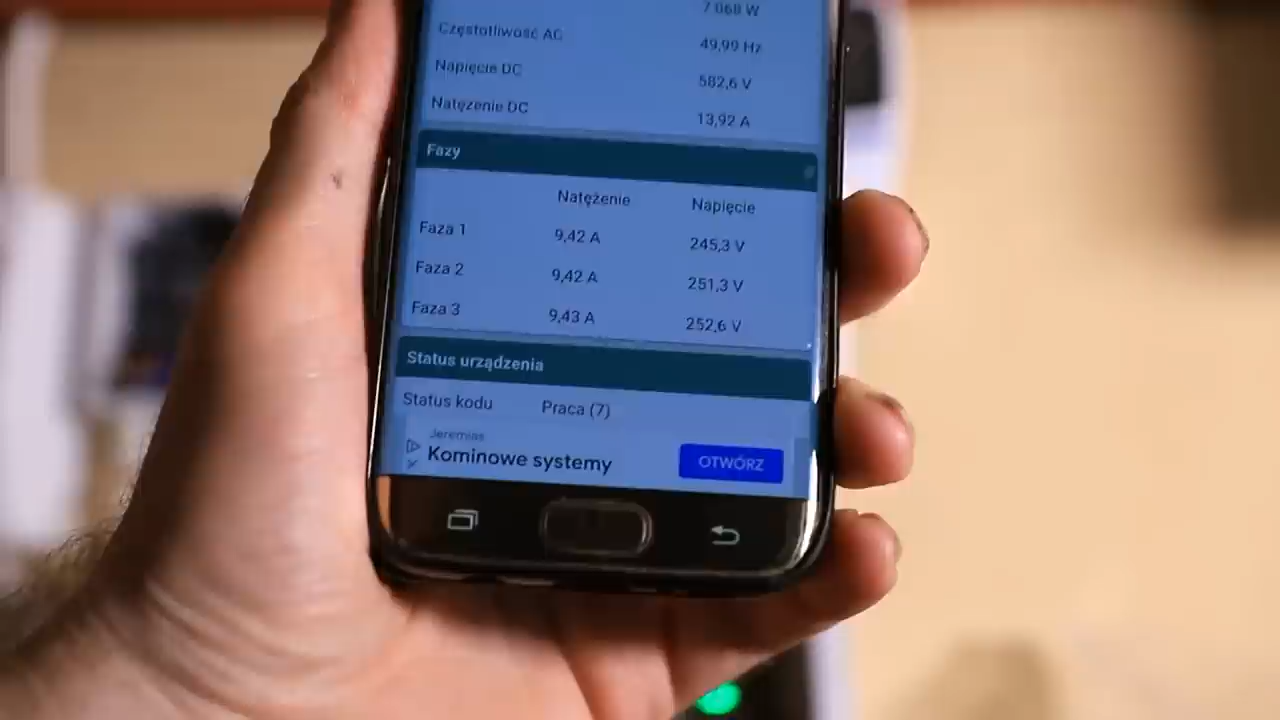 7 068 W
Częstotliwość AC 49,99 Hz
Napięcie DC 582,6 V
Natężenie DC 13,92 A
Fazy
Natężenie Napięcie
Faza 1 9,42 A 245,3 V
Faza 2 9,42 A 251,3 V
Faza 3 9,43 A 252,6 V
Status urządzenia
Status kodu Praca (7)
Jeremias
Kominowe systemy OTWÓRZ